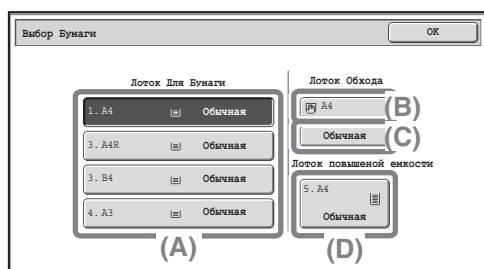 Выбор Бумаги
OK
Лоток Для Бумаги
1. A4 Обычная
3. A4R Обычная
3. B4 Обычная
4. A3 Обычная
(A)
Лоток Обхода
A4
(B)
Обычная
(C)
Лоток повышеной емкости
5. A4
Обычная
(D)